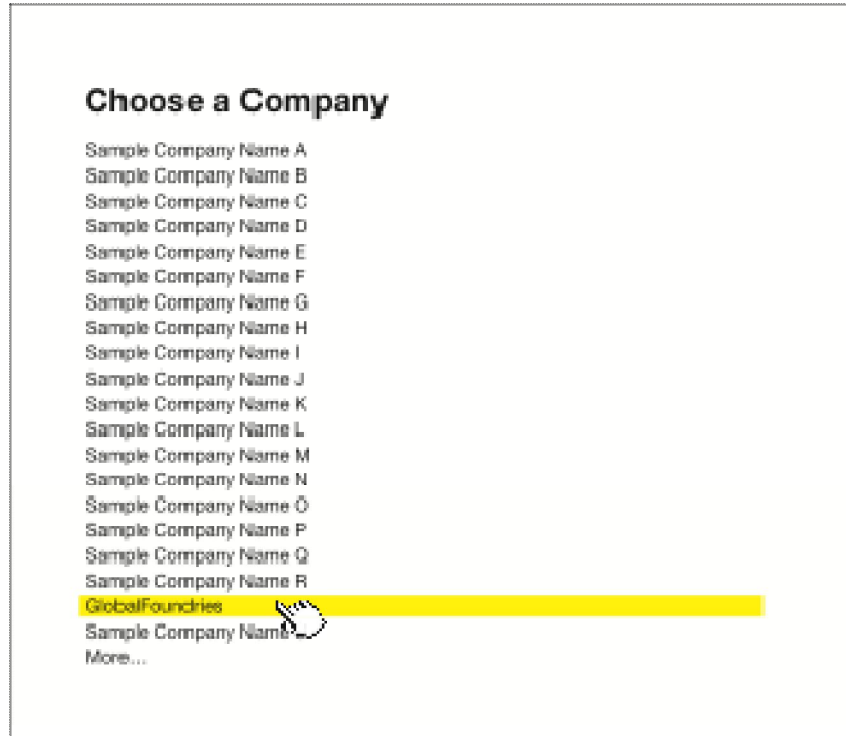 Choose a Company
Sample Company Name A
Sample Company Name B
Sample Company Name C
Sample Company Name D
Sample Company Name E
Sample Company Name F
Sample Company Name G
Sample Company Name H
Sample Company Name I
Sample Company Name J
Sample Company Name K
Sample Company Name L
Sample Company Name M
Sample Company Name N
Sample Company Name O
Sample Company Name P
Sample Company Name Q
Sample Company Name R
GlobalFoundries
Sample Company Name
More...